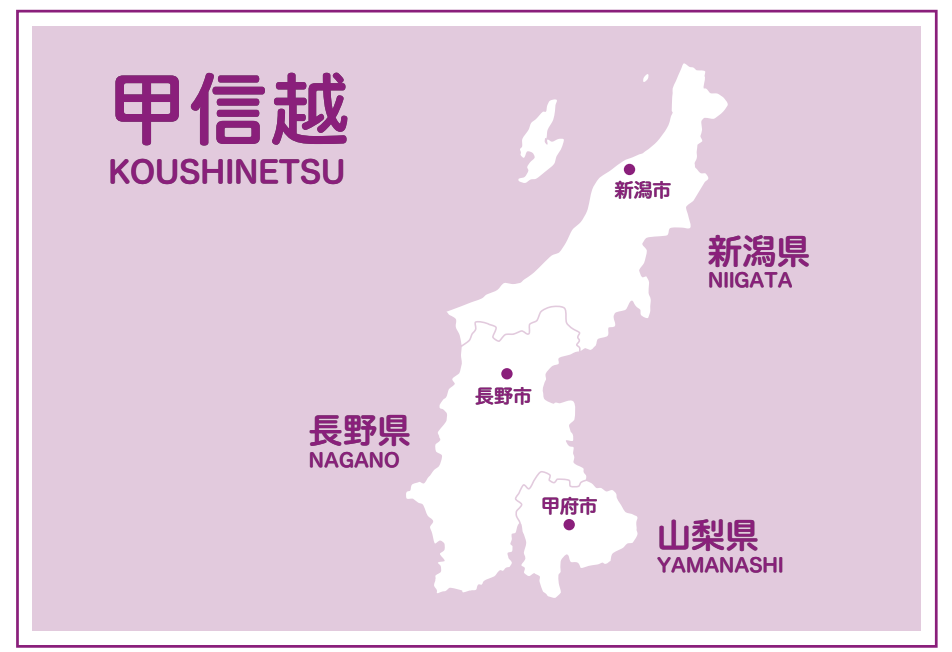 甲信越
KOUSHINETSU
新潟市
新潟県
NIIGATA
長野市
長野県
NAGANO
甲府市
山梨県
YAMANASHI